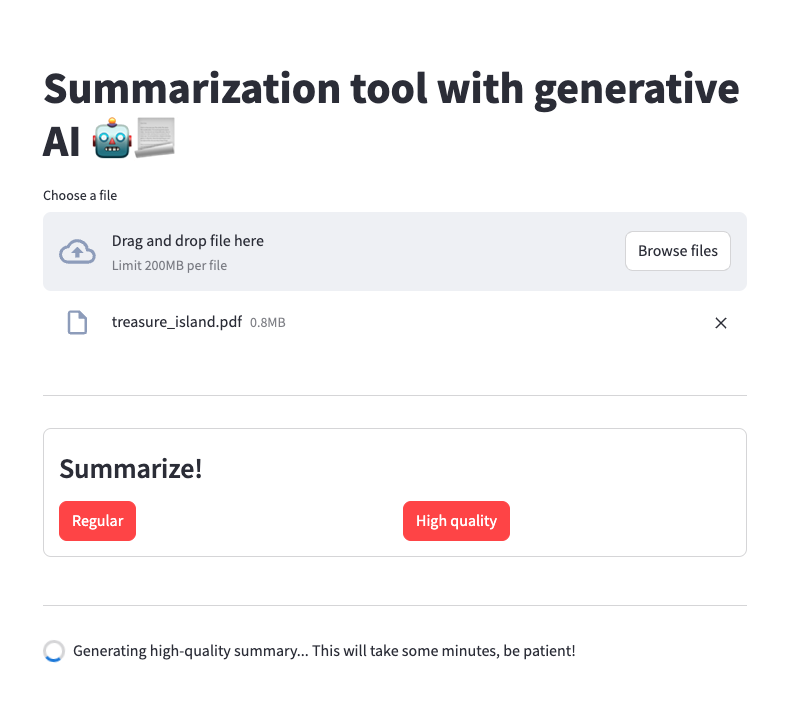 Summarization tool with generative
AI 🤖📃
Choose a file
Drag and drop file here
Limit 200MB per file
Browse files
treasure_island.pdf 0.8MB
Summarize!
Regular
High quality
Generating high-quality summary... This will take some minutes, be patient!